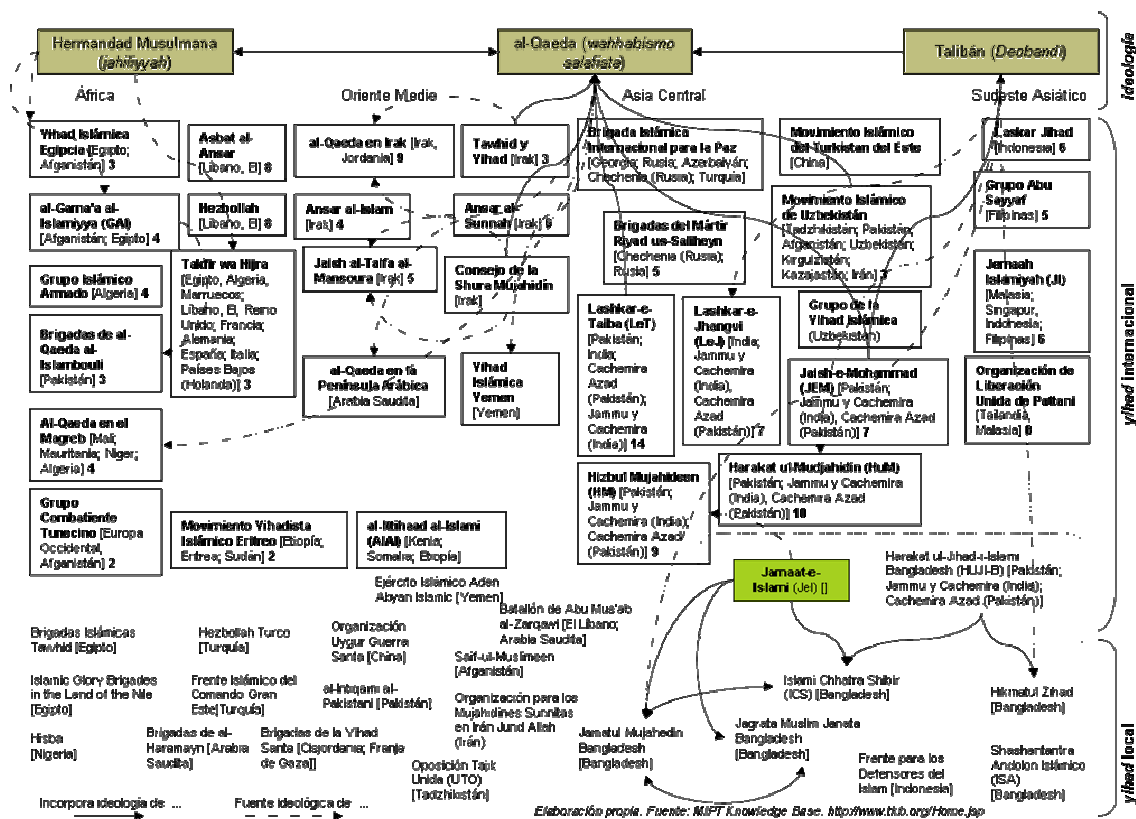 Hermandad Musulmana
(jahiliyyah)
al-Qaeda (wahhabismo
salafista)
Talibán (Deobandi)
Ideología
África
Oriente Medio
Asia Central
Sudeste Asiático
Yihad Islámica
Egipcia [Egipto;
Afganistán] 3
Asbat al-
Ansar
[Líbano, El] 8
al-Qaeda en Irak [Irak,
Jordania] 9
Tawhid y
Yihad [Irak] 3
Brigada Islámica
Internacional para la Paz
[Georgia; Rusia; Azerbaiyán;
Chechenia (Rusia); Turquía]
Movimiento Islámico
del Turkistan del Este
[China]
Laskar Jihad
[Indonesia] 6
al-Gama'a al-
Islamiyya (GAI)
[Afganistán; Egipto] 4
Hezbollah
[Líbano, El] 8
Ansar al-Islam
[Irak] 4
Ansar al-
Sunnah [Irak] 6
Brigadas del Mártir
Riyad us-Saliheyn
[Chechenia (Rusia);
Rusia] 5
Movimiento Islámico
de Uzbekistán
[Tadzhikistán; Pakistán;
Afganistán; Uzbekistán;
Kirguizistán;
Kazajastán; Irán]
Grupo Abu
Sayyaf
[Filipinas] 5
Grupo Islámico
Armado [Algeria] 4
Takfir wa Hijra
[Egipto, Algeria,
Marruecos;
Líbano, El, Reino
Unido; Francia;
Alemania;
España; Italia;
Países Bajos
(Holanda)] 3
Jaish al-Taifa al-
Mansoura [Irak] 5
Consejo de la
Shura Mujahidin
[Irak]
Jemaah
Islamiyah (JI)
[Malasia;
Singapur,
Indonesia;
Filipinas] 6
Brigadas de al-
Qaeda al-
Islambouli
[Pakistán] 3
al-Qaeda en la
Península Arábica
[Arabia Saudita]
Yihad
Islámica
Yemen
[Yemen]
Lashkar-e-
Taiba (LeT)
[Pakistán;
India;
Cachemira
Azad
(Pakistán);
Jammu y
Cachemira
(India)] 14
Lashkar-e-
Jhangvi
(LeJ) [India;
Jammu y
Cachemira
(India),
Cachemira
Azad
(Pakistán)] 7
Grupo de la
Yihad Islámica
(Uzbekistán)
Jaish-e-Mohammad
(JEM) [Pakistán;
Jammu y Cachemira
(India), Cachemira Azad
(Pakistán)] 7
Organización de
Liberación
Unida de Pattani
[Tailandia,
Malasia] 8
Al-Qaeda en el
Magreb [Mali;
Mauritania; Niger;
Algeria] 4
Hizbul Mujahideen
(HM) [Pakistán;
Jammu y
Cachemira (India);
Cachemira Azad
(Pakistán)] 9
Harakat ul-Mudjahidin (HuM)
[Pakistán; Jammu y Cachemira
(India), Cachemira Azad
(Pakistán)] 10
Grupo
Combatiente
Tunecino [Europa
Occidental,
Afganistán] 2
Movimiento Yihadista
Islámico Eritreo [Etiopía;
Eritrea; Sudán] 2
al-Ittihaad al-Islami
(AIAI) [Kenia;
Somalia; Etiopía]
yihad internacional
Jamaat-e-
Islami (JeI) []
Harakat ul-Jihad-i-Islami
Bangladesh (HUJI-B) [Pakistán;
Jammu y Cachemira (India);
Cachemira Azad (Pakistán)]
Ejército Islámico Aden
Abyan Islamic [Yemen]
Batallón de Abu Mus'ab
al-Zarqawi [El Líbano;
Arabia Saudita]
Brigadas Islámicas
Tawhid [Egipto]
Hezbollah Turco
[Turquía]
Organización
Uygur Guerra
Santa [China]
Saif-ul-Muslimeen
[Afganistán]
Islamic Glory Brigades
in the Land of the Nile
[Egipto]
Frente Islámico del
Comando Gran
Este[Turquía]
al-Intiqami al-
Pakistani [Pakistán]
Organización para los
Mujahdines Sunnitas
en Irán Jund Allah
(Irán)
Islami Chhatra Shibir
(ICS) [Bangladesh]
Hikmatul Zihad
[Bangladesh]
Hisba
[Nigeria]
Brigadas de al-
Haramayn [Arabia
Saudita]
Brigadas de la Yihad
Santa [Cisjordania; Franja
de Gaza]]
Oposición Tajik
Unida (UTO)
[Tadzhikistán]
Jamatul Mujahedin
Bangladesh
[Bangladesh]
Jagrata Muslim Janata
Bangladesh
[Bangladesh]
Frente para los
Defensores del
Islam [Indonesia]
Shashantantra
Andolon Islámico
(ISA)
[Bangladesh]
yihad local
Incorpora ideología de ...
Fuente ideológica de ...
Elaboración propia. Fuente: MIPT Knowledge Base. http://www.tkb.org/Home.jsp